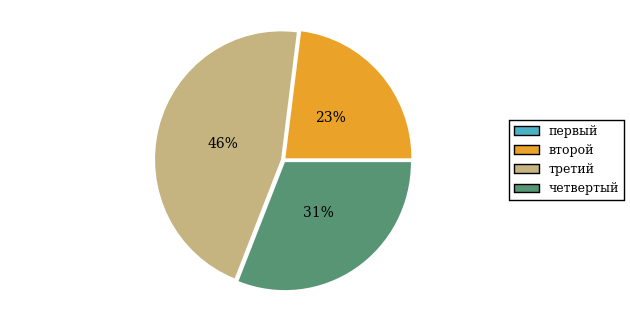 23%
46%
31%
первый
второй
третий
четвертый